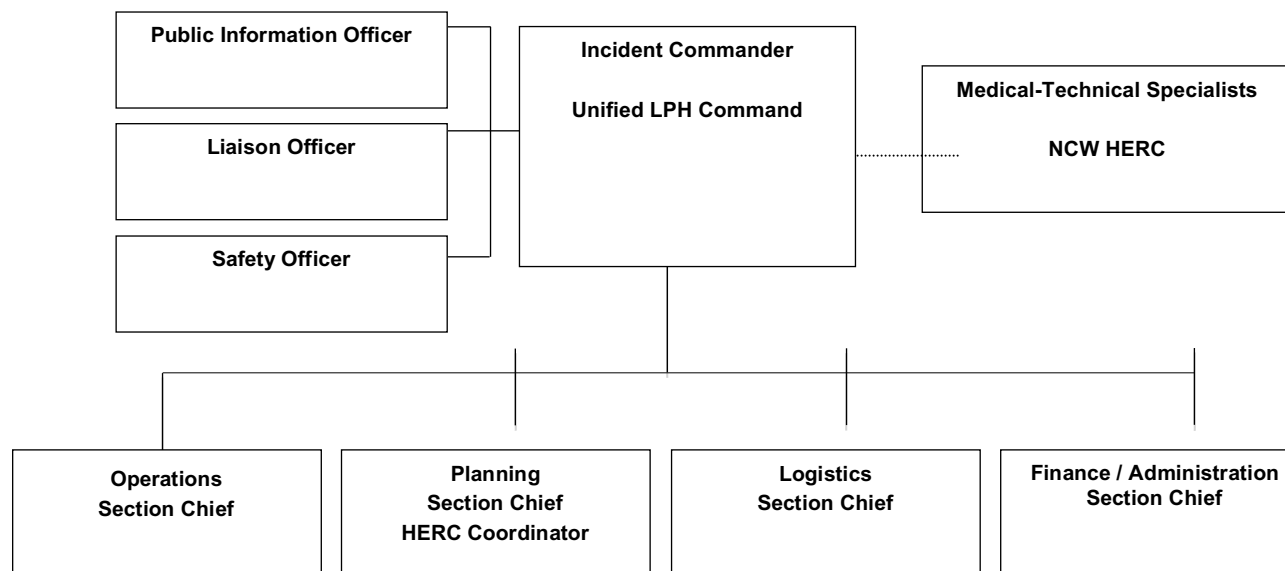 Public Information Officer
Incident Commander
Unified LPH Command
Medical-Technical Specialists
NCW HERC
Liaison Officer
Safety Officer
Operations
Section Chief
Planning
Section Chief
HERC Coordinator
Logistics
Section Chief
Finance / Administration
Section Chief